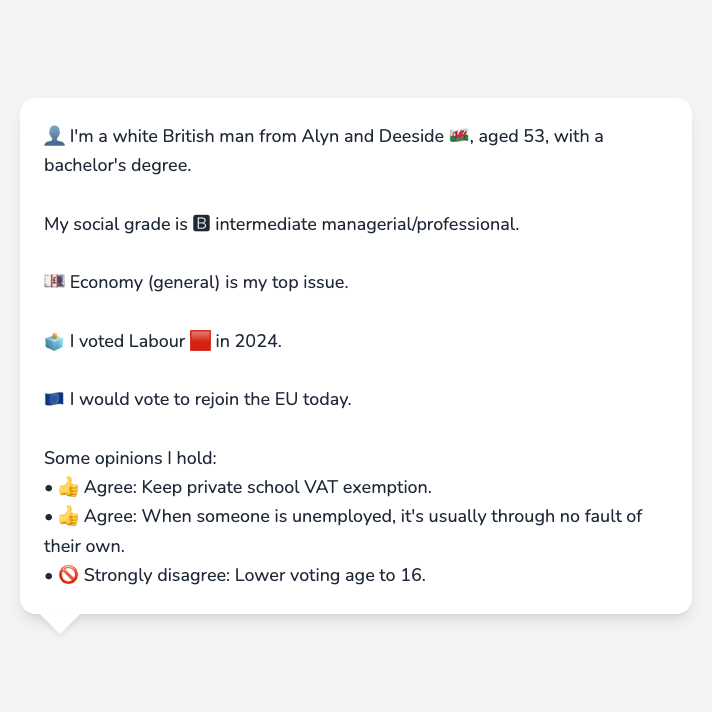 👤 I'm a white British man from Alyn and Deeside 🏴󠁧󠁢󠁷󠁬󠁳󠁿, aged 53, with a
bachelor's degree.
My social grade is 🅱 intermediate managerial/professional.
💷 Economy (general) is my top issue.
🗳️ I voted Labour 🟥 in 2024.
🇪🇺 I would vote to rejoin the EU today.
Some opinions I hold:
• 👍 Agree: Keep private school VAT exemption.
• 👍 Agree: When someone is unemployed, it's usually through no fault of
their own.
• 🚫 Strongly disagree: Lower voting age to 16.